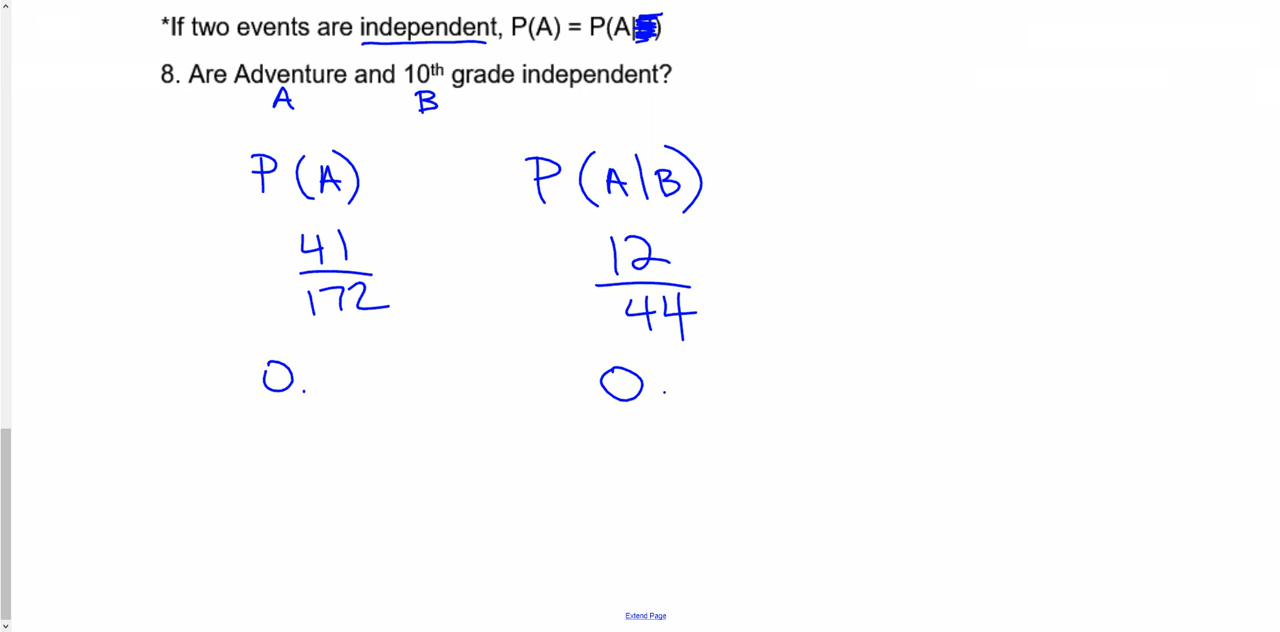 *If two events are independent, P(A) = P(A|)
8. Are Adventure and 10th grade independent?
A B
P(A) P(A|B)
41 12
172 44
0. 0.
Extend Page